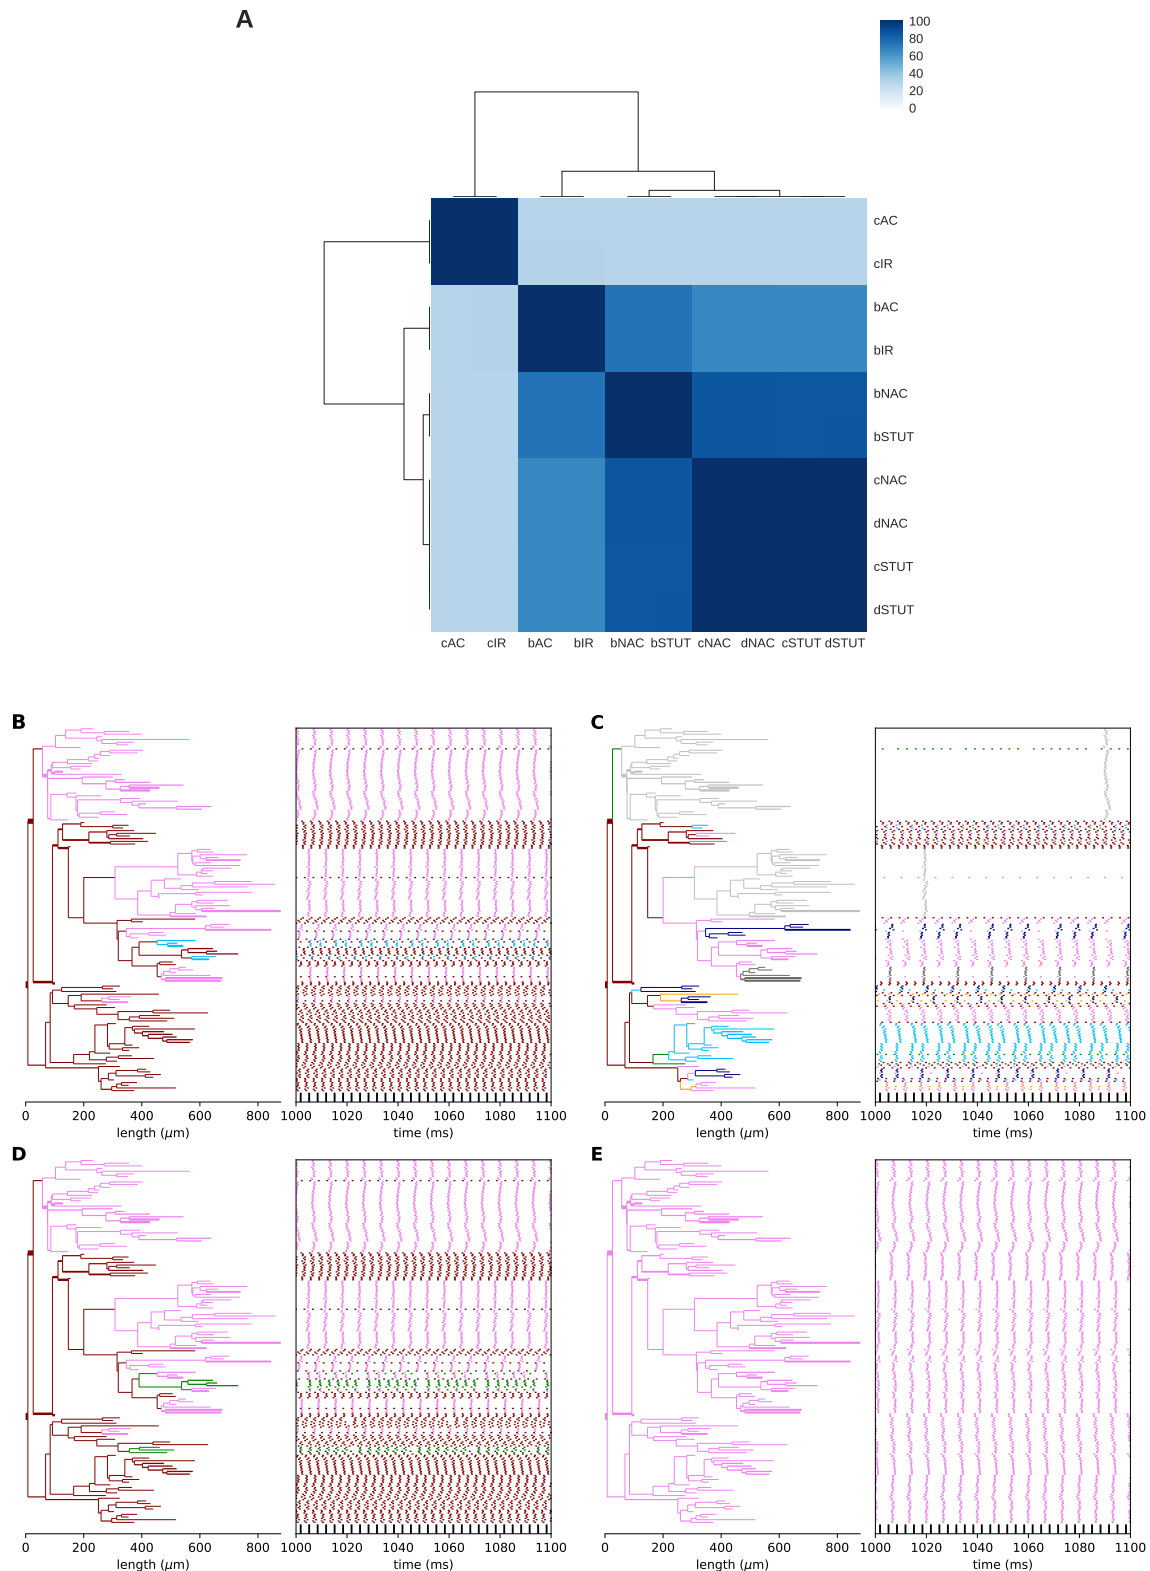 A
100
80
60
40
20
0
cAC
cIR
bAC
bIR
bNAC
bSTUT
cNAC
dNAC
cSTUT
dSTUT
cAC cIR bAC bIR bNAC bSTUT cNAC dNAC cSTUT dSTUT
B
0 200 400 600 800
length (μm)
1000 1020 1040 1060 1080 1100
time (ms)
C
0 200 400 600 800
length (μm)
1000 1020 1040 1060 1080 1100
time (ms)
D
0 200 400 600 800
length (μm)
1000 1020 1040 1060 1080 1100
time (ms)
E
0 200 400 600 800
length (μm)
1000 1020 1040 1060 1080 1100
time (ms)